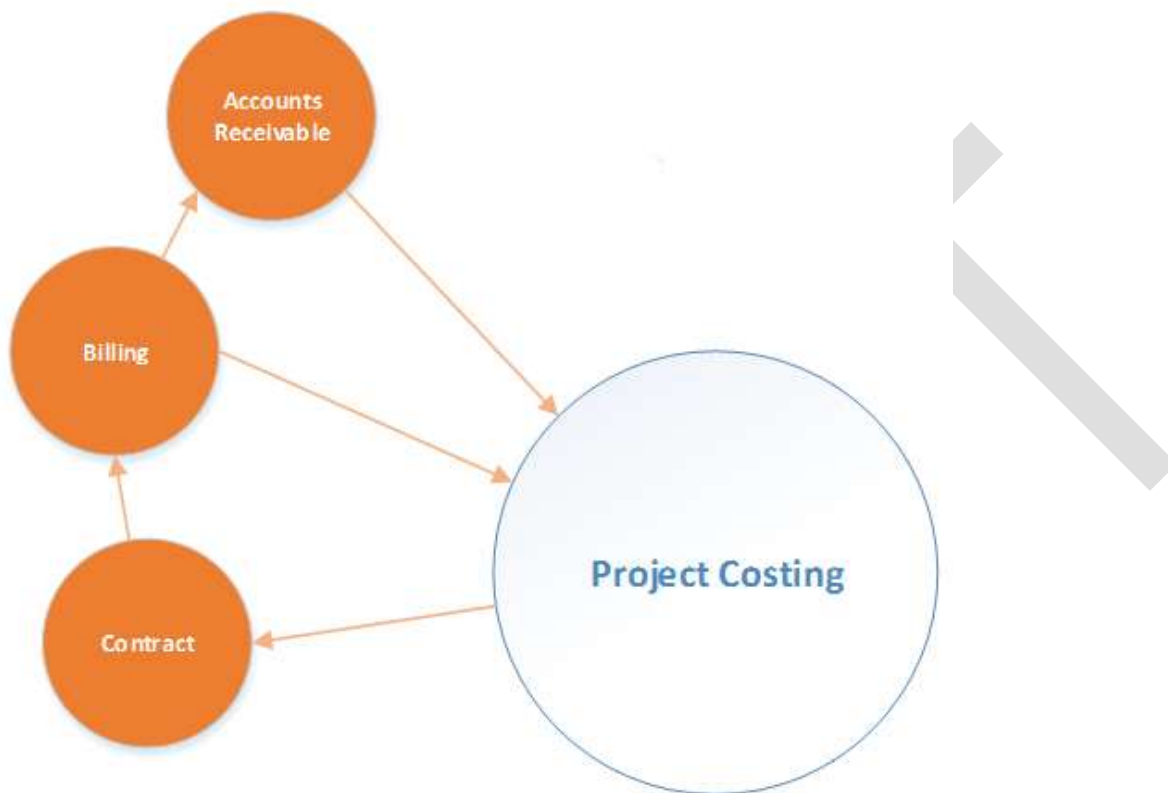 Accounts
Receivable
Billing
Project Costing
Contract